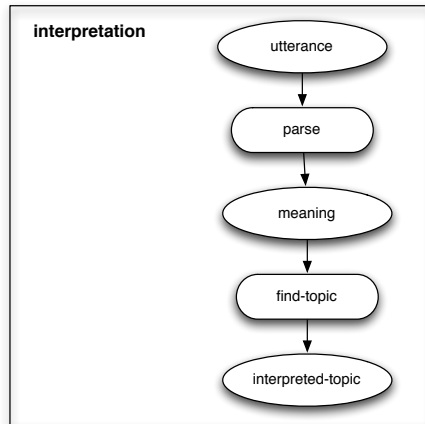 interpretation
utterance
parse
meaning
find-topic
interpreted-topic